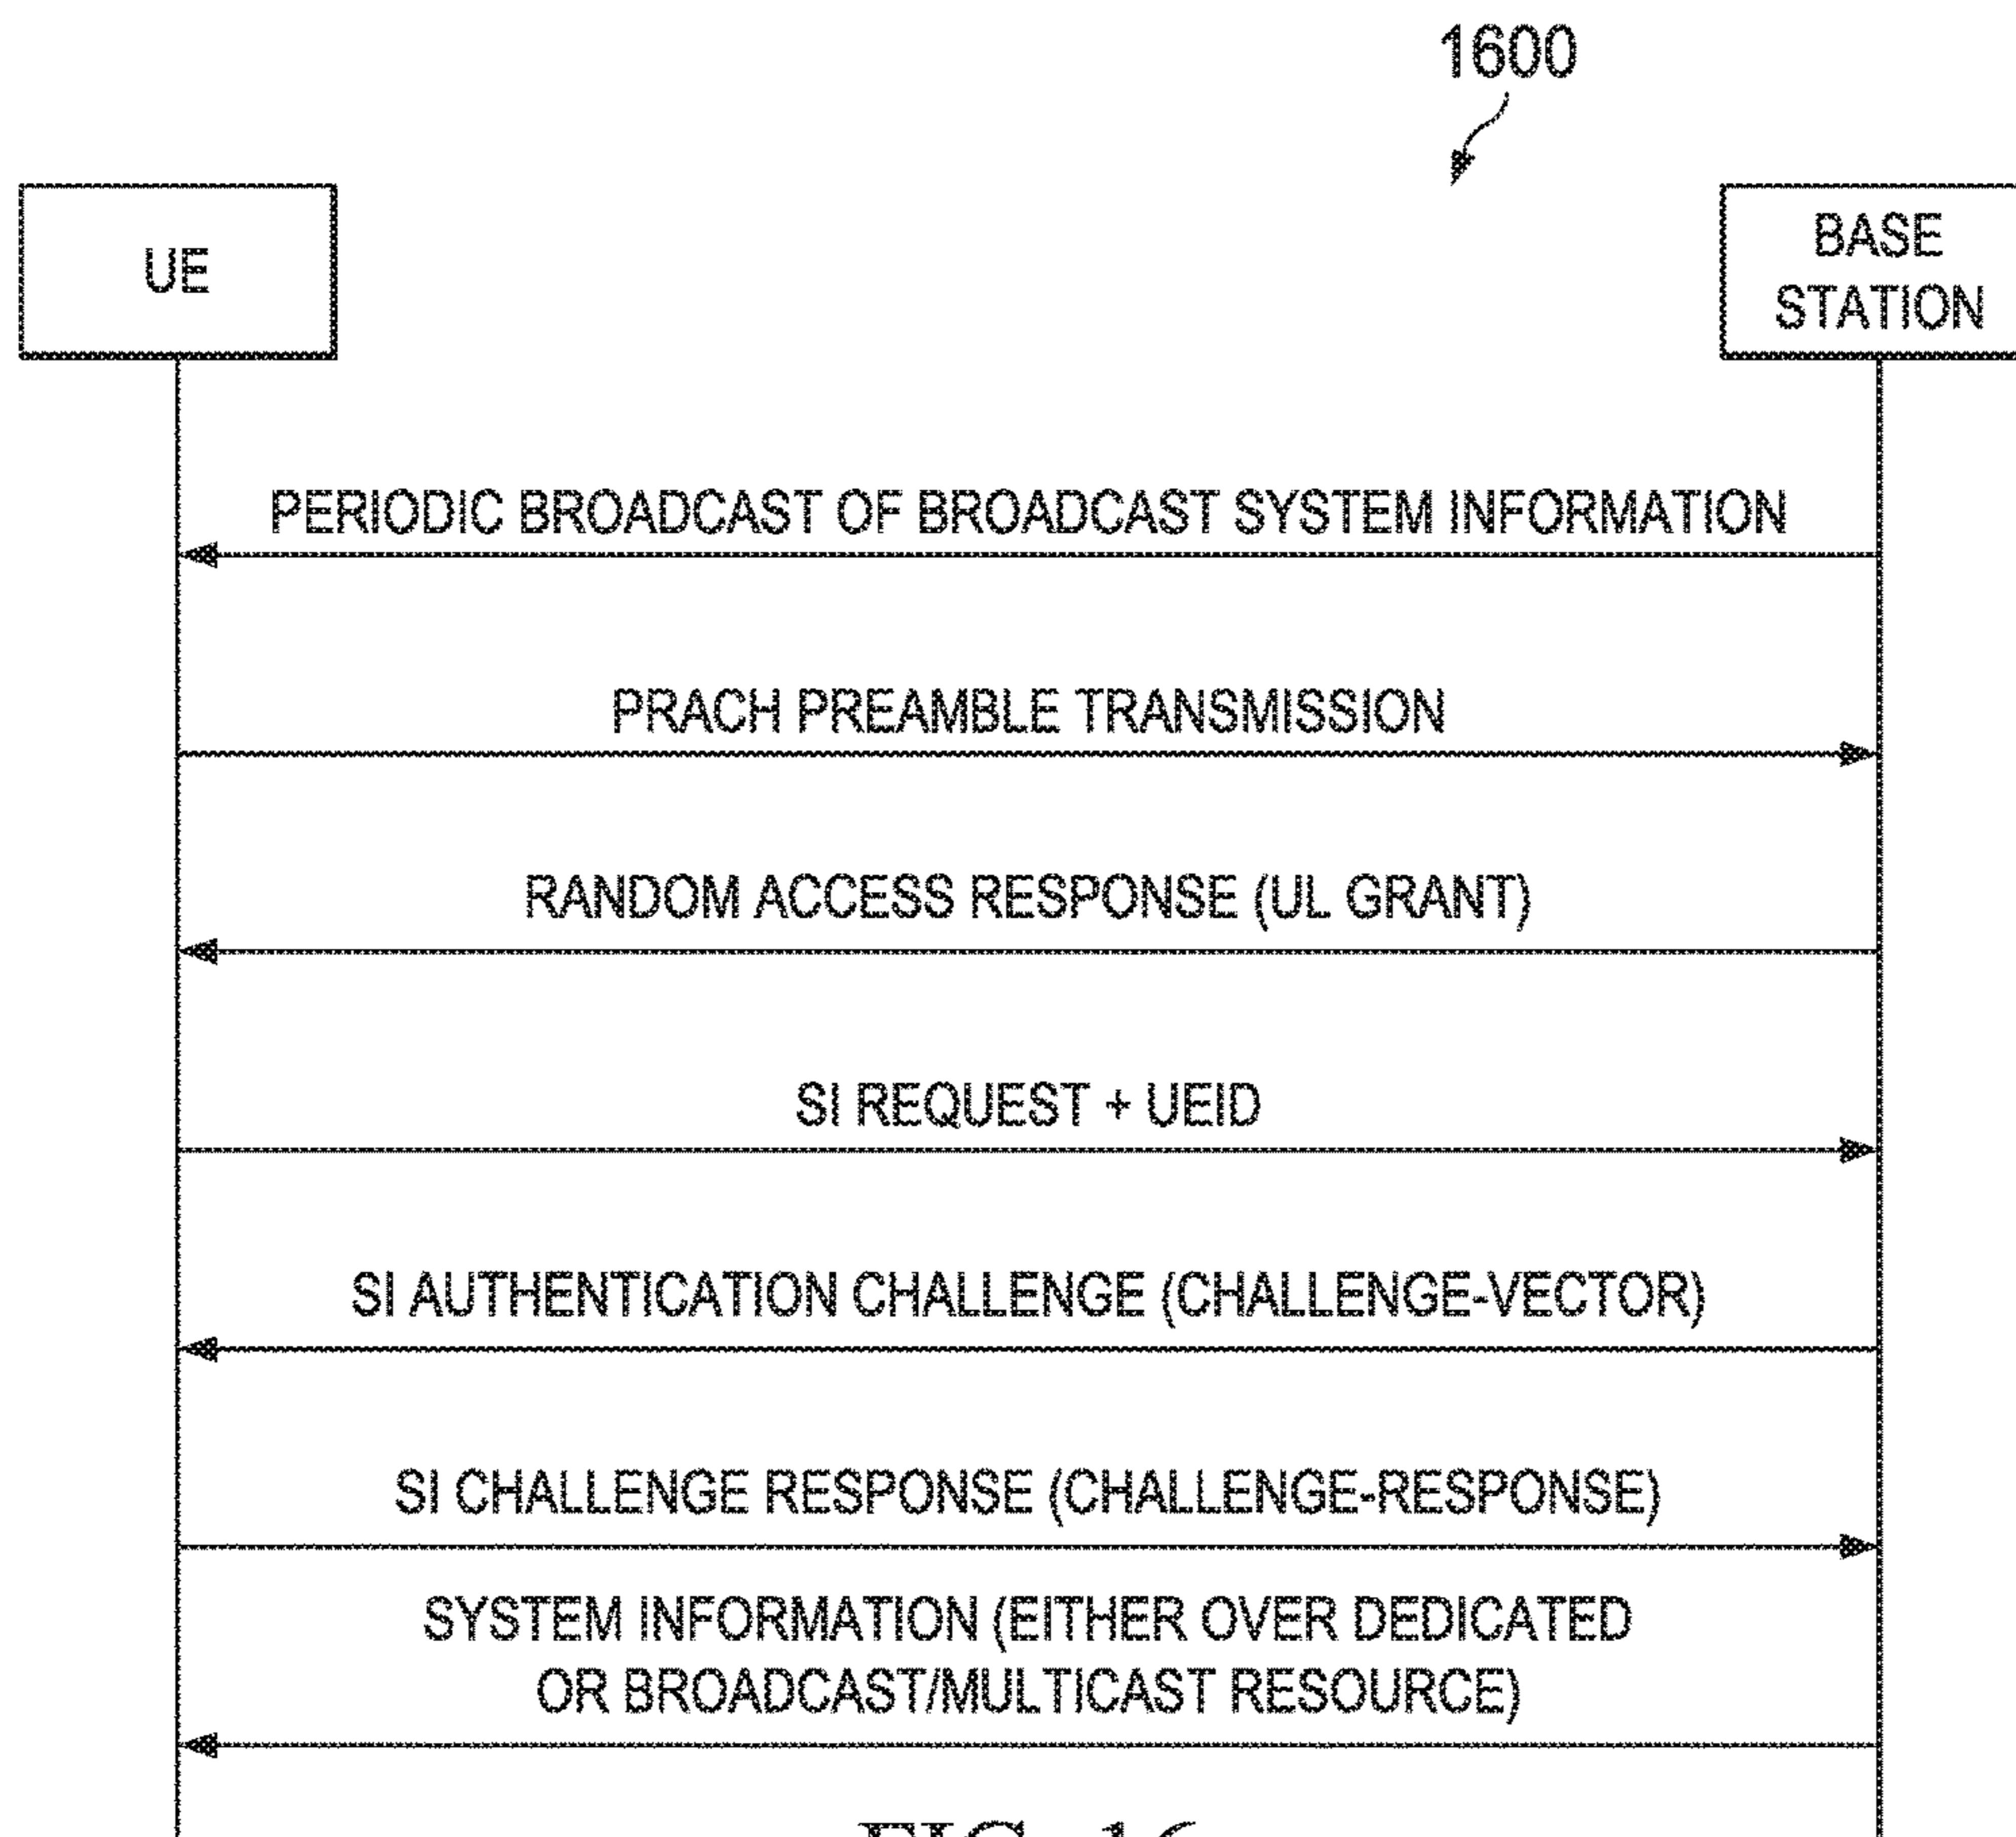 1600
UE
BASE
STATION
PERIODIC BROADCAST OF BROADCAST SYSTEM INFORMATION
PRACH PREAMBLE TRANSMISSION
RANDOM ACCESS RESPONSE (UL GRANT)
SI REQUEST + UEID
SI AUTHENTICATION CHALLENGE (CHALLENGE-VECTOR)
SI CHALLENGE RESPONSE (CHALLENGE-RESPONSE)
SYSTEM INFORMATION (EITHER OVER DEDICATED
OR BROADCAST/MULTICAST RESOURCE)
FIG. 16